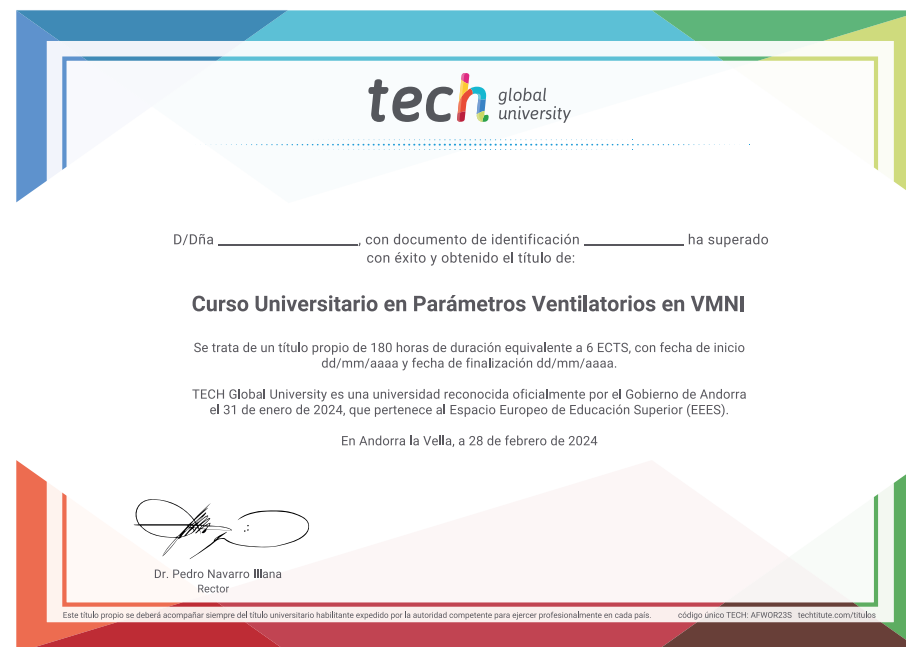 tech global university
D/Dña ______________, con documento de identificación __________ ha superado
con éxito y obtenido el título de:
Curso Universitario en Parámetros Ventilatorios en VMNI
Se trata de un título propio de 180 horas de duración equivalente a 6 ECTS, con fecha de inicio
dd/mm/aaaa y fecha de finalización dd/mm/aaaa.
TECH Global University es una universidad reconocida oficialmente por el Gobierno de Andorra
el 31 de enero de 2024, que pertenece al Espacio Europeo de Educación Superior (EEES).
En Andorra la Vella, a 28 de febrero de 2024
Dr. Pedro Navarro Illana
Rector
Este título propio se deberá acompañar siempre del título universitario habilitante expedido por la autoridad competente para ejercer profesionalmente en cada país. código único TECH: AFWOR23S techtitute.com/titulos